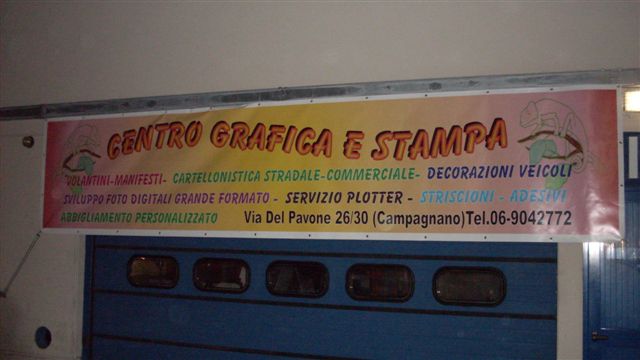 CENTRO GRAFICA E STAMPA
VOLANTINI-MANIFESTI- CARTELLONISTICA STRADALE-COMMERCIALE- DECORAZIONI VEICOLI
SVILUPPO FOTO DIGITALI GRANDE FORMATO - SERVIZIO PLOTTER - STRISCIONI - ADESIVI
ABBIGLIAMENTO PERSONALIZZATO Via Del Pavone 26/30 (Campagnano)Tel.06-9042772